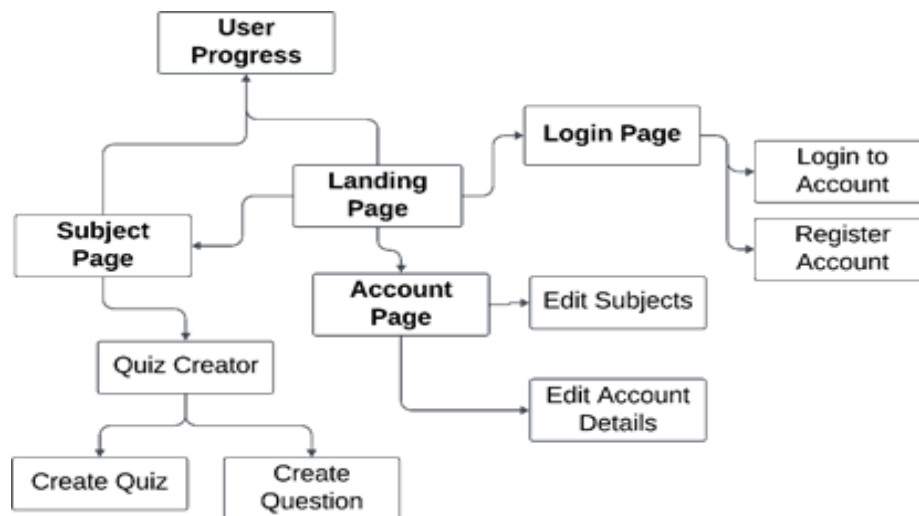 User
Progress
Login Page
Login to
Account
Landing
Page
Subject
Page
Register
Account
Account
Page
Edit Subjects
Quiz Creator
Edit Account
Details
Create Quiz
Create
Question